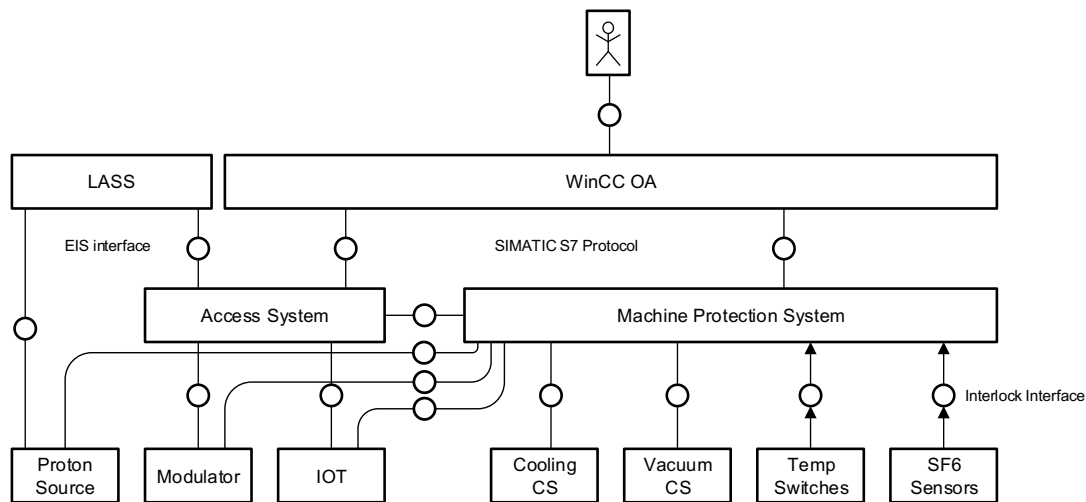 LASS
WinCC OA
EIS interface
SIMATIC S7 Protocol
Access System
Machine Protection System
Interlock Interface
Proton
Source
Modulator
IOT
Cooling
CS
Vacuum
CS
Temp
Switches
SF6
Sensors